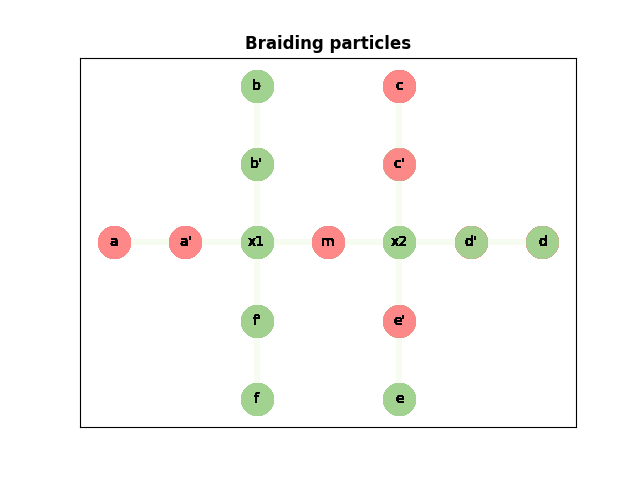 Braiding particles
b c
b' c'
a a' x1 m x2 d' d
f' e'
f e